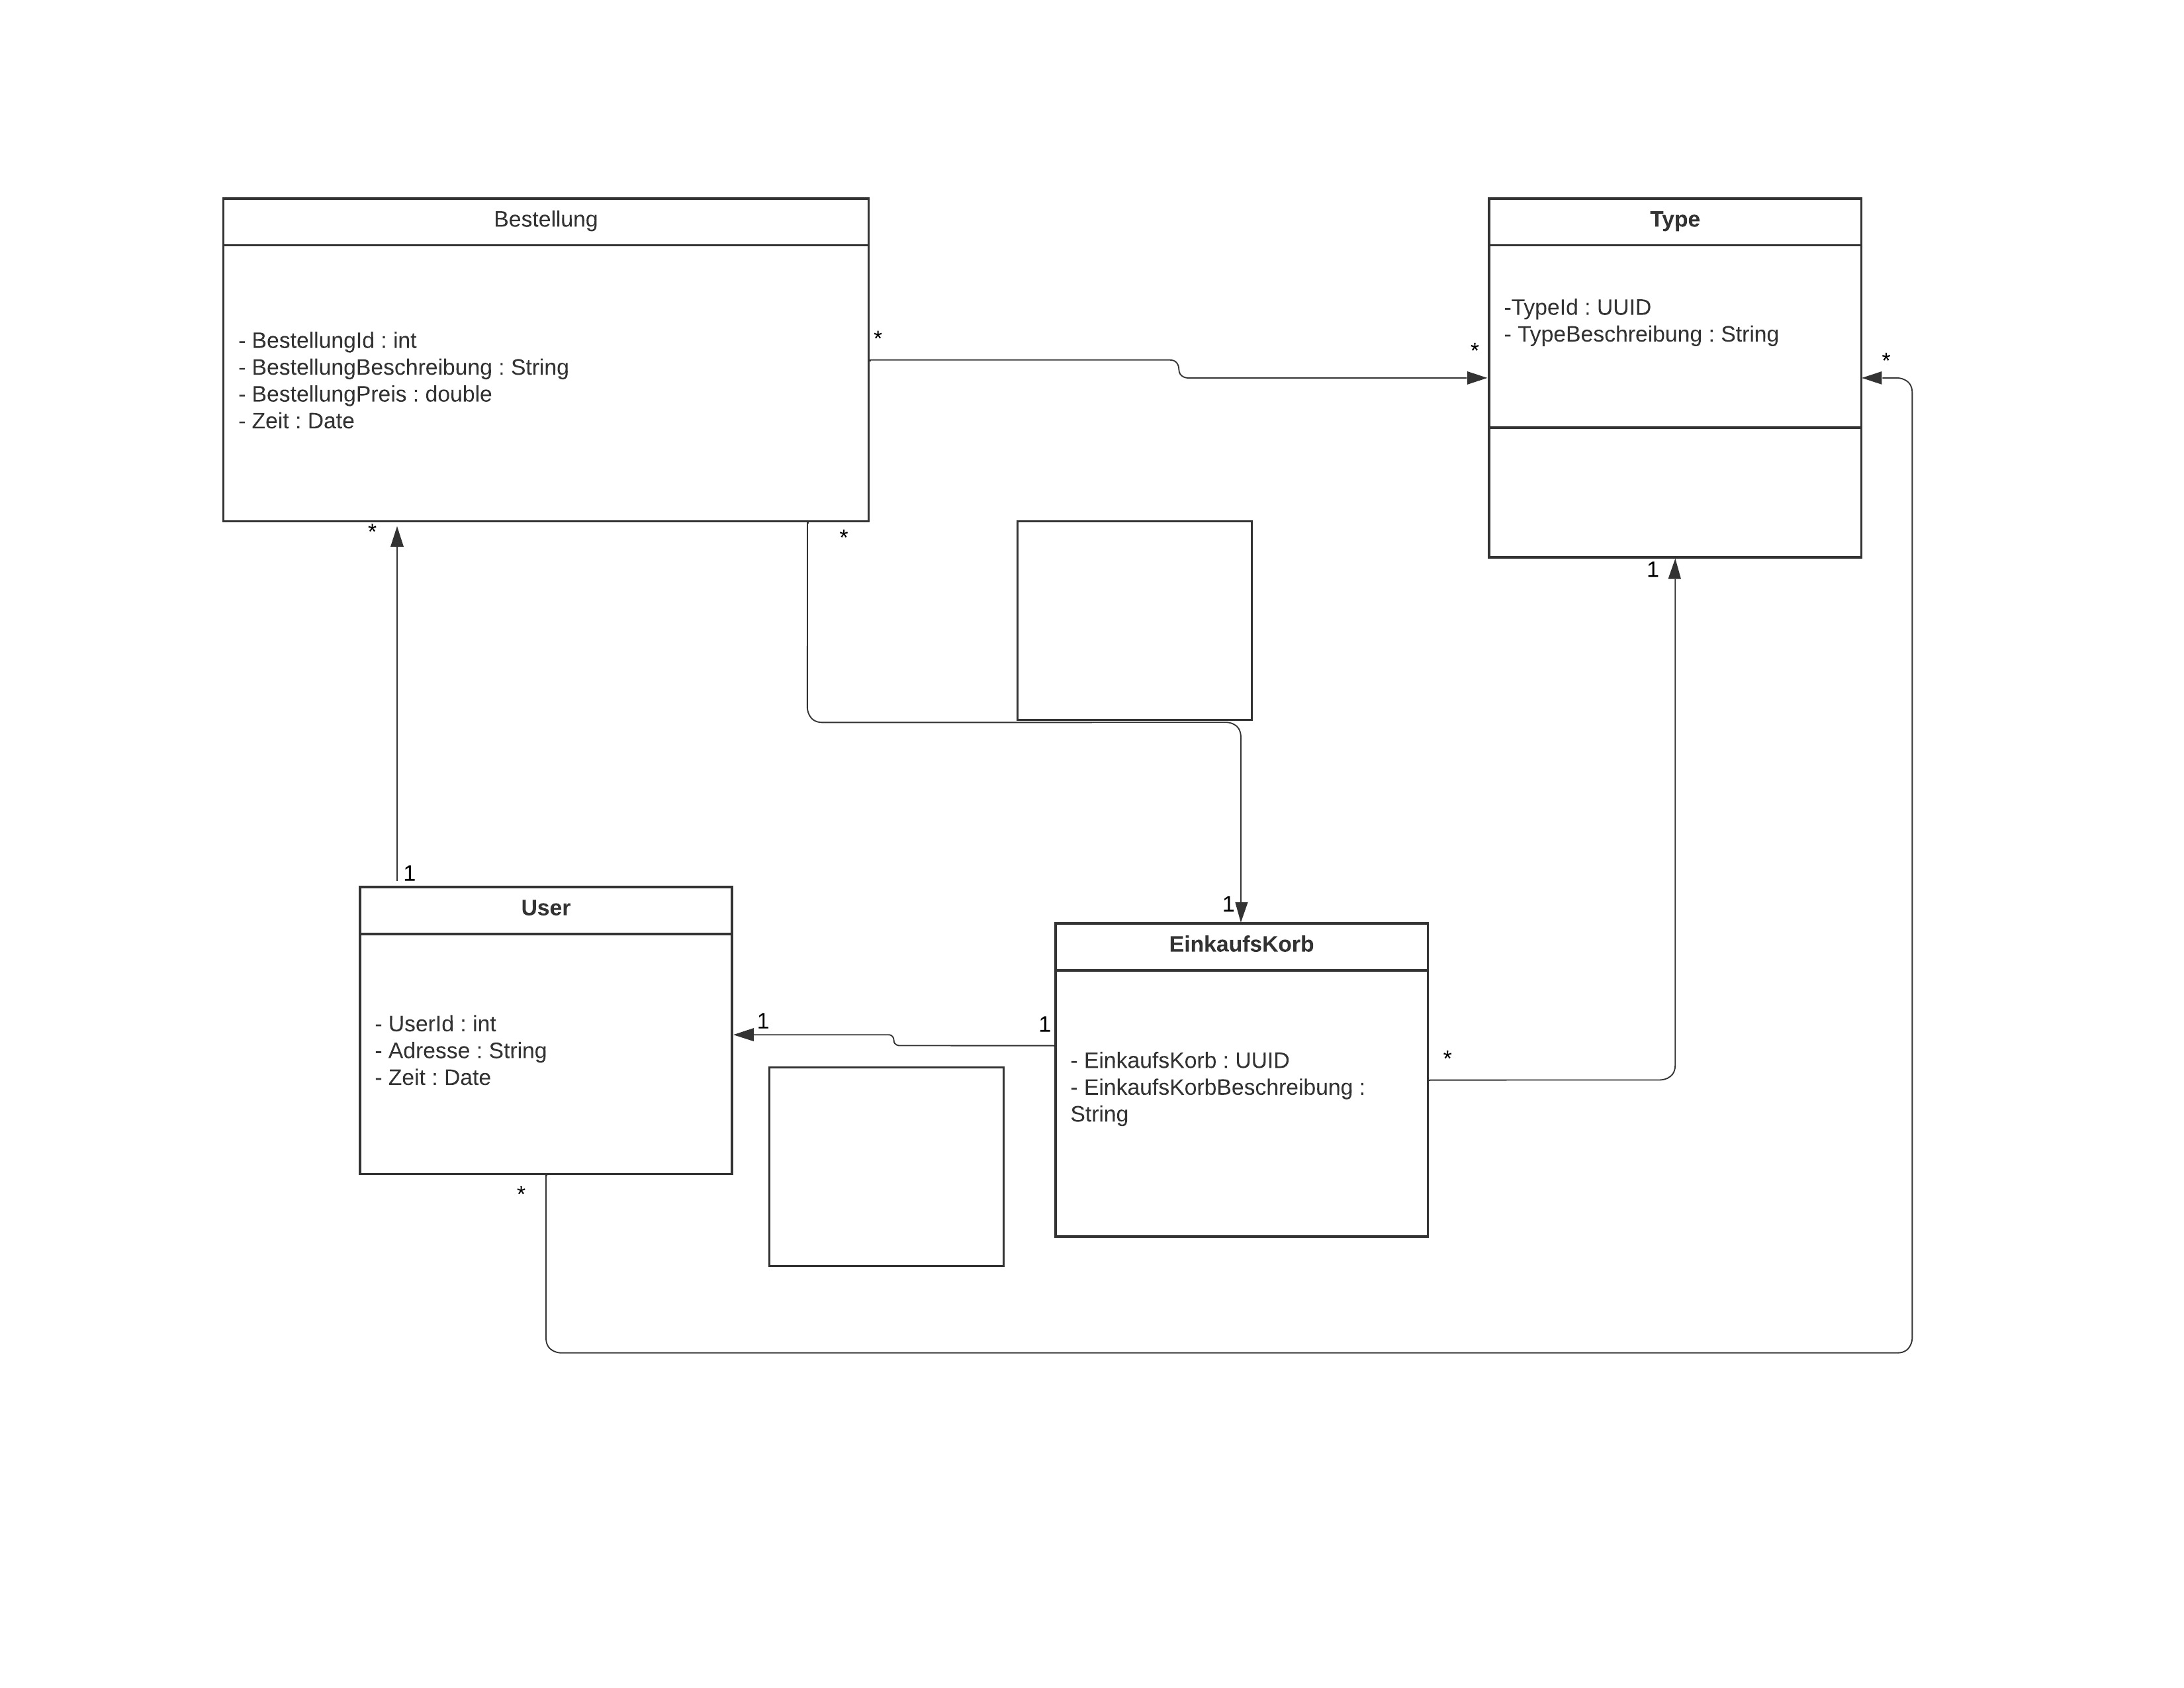 Bestellung
- BestellungId : int
- BestellungBeschreibung : String
- BestellungPreis : double
- Zeit : Date
*
*
*
Type
-TypeId : UUID
- TypeBeschreibung : String
*
*
1
1
User
- UserId : int
- Adresse : String
- Zeit : Date
1
*
1
EinkaufsKorb
- EinkaufsKorb : UUID
- EinkaufsKorbBeschreibung :
String
1
*